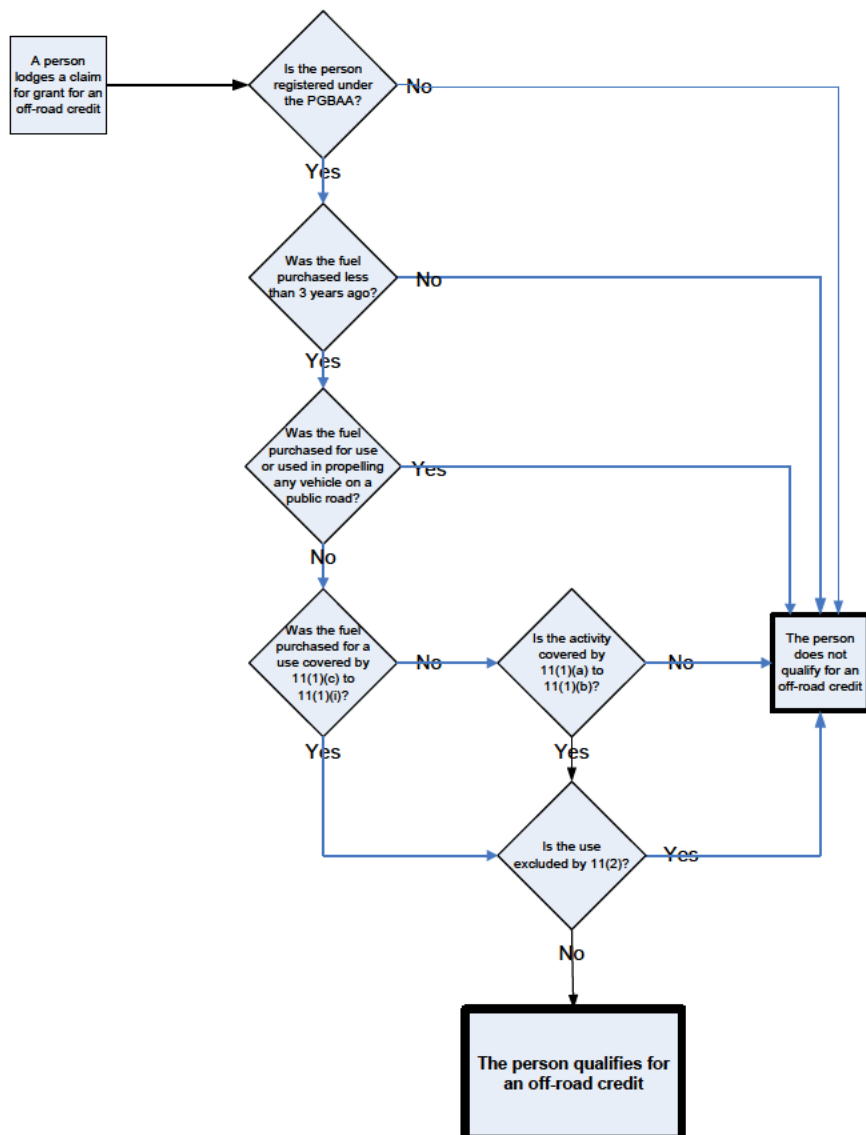 A person
lodges a claim
for grant for an
off-road credit
Is the person
registered under
the PGBAA?
No
Yes
Was the fuel
purchased less
than 3 years ago?
No
Yes
Was the fuel
purchased for use
or used in propelling
any vehicle on a
public road?
Yes
No
Was the fuel
purchased for a
use covered by
11(1)(c) to
11(1)(i)?
No
Is the activity
covered by
11(1)(a) to
11(1)(b)?
No
The person
does not
qualify for an
off-road credit
Yes
Yes
Is the use
excluded by 11(2)?
Yes
No
The person qualifies for
an off-road credit